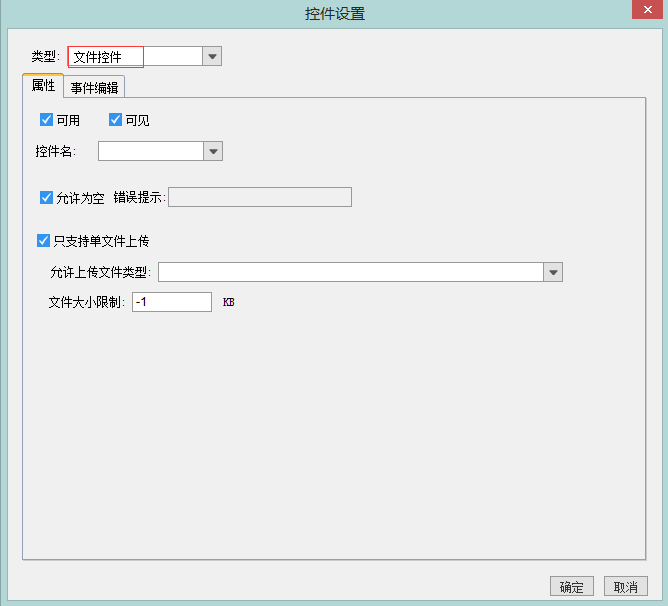 控件设置
类型: 文件控件
属性 事件编辑
可用 可见
控件名:
允许为空 错误提示:
只支持单文件上传
允许上传文件类型:
文件大小限制: -1 KB
确定 取消